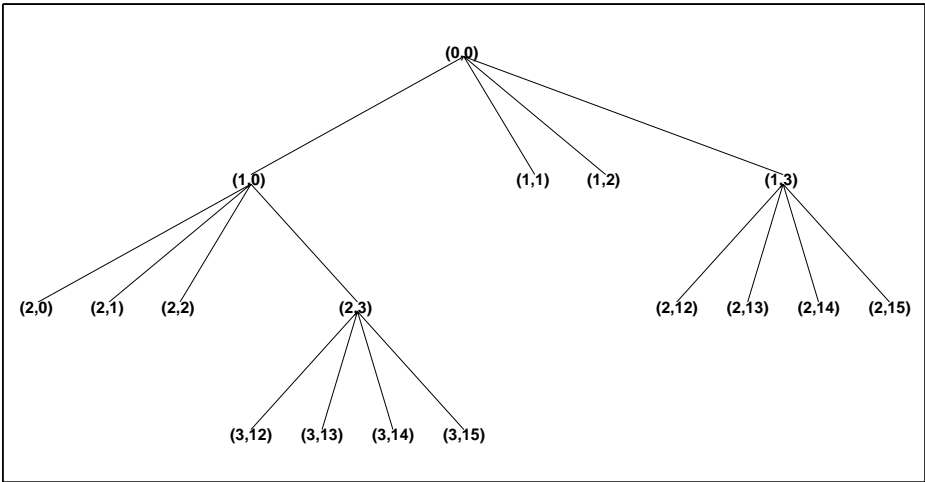 (0,0)
(1,0) (1,1) (1,2) (1,3)
(2,0) (2,1) (2,2) (2,3) (2,12) (2,13) (2,14) (2,15)
(3,12) (3,13) (3,14) (3,15)